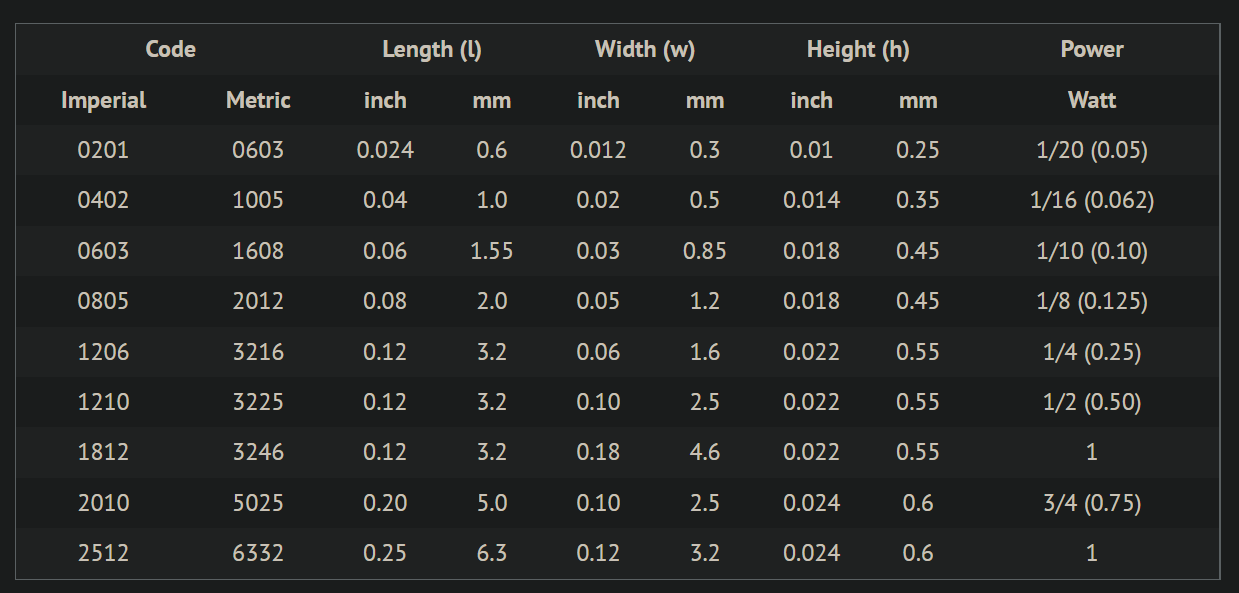 Code Length (l) Width (w) Height (h) Power
Imperial Metric inch mm inch mm inch mm Watt
0201 0603 0.024 0.6 0.012 0.3 0.01 0.25 1/20 (0.05)
0402 1005 0.04 1.0 0.02 0.5 0.014 0.35 1/16 (0.062)
0603 1608 0.06 1.55 0.03 0.85 0.018 0.45 1/10 (0.10)
0805 2012 0.08 2.0 0.05 1.2 0.018 0.45 1/8 (0.125)
1206 3216 0.12 3.2 0.06 1.6 0.022 0.55 1/4 (0.25)
1210 3225 0.12 3.2 0.10 2.5 0.022 0.55 1/2 (0.50)
1812 3246 0.12 3.2 0.18 4.6 0.022 0.55 1
2010 5025 0.20 5.0 0.10 2.5 0.024 0.6 3/4 (0.75)
2512 6332 0.25 6.3 0.12 3.2 0.024 0.6 1